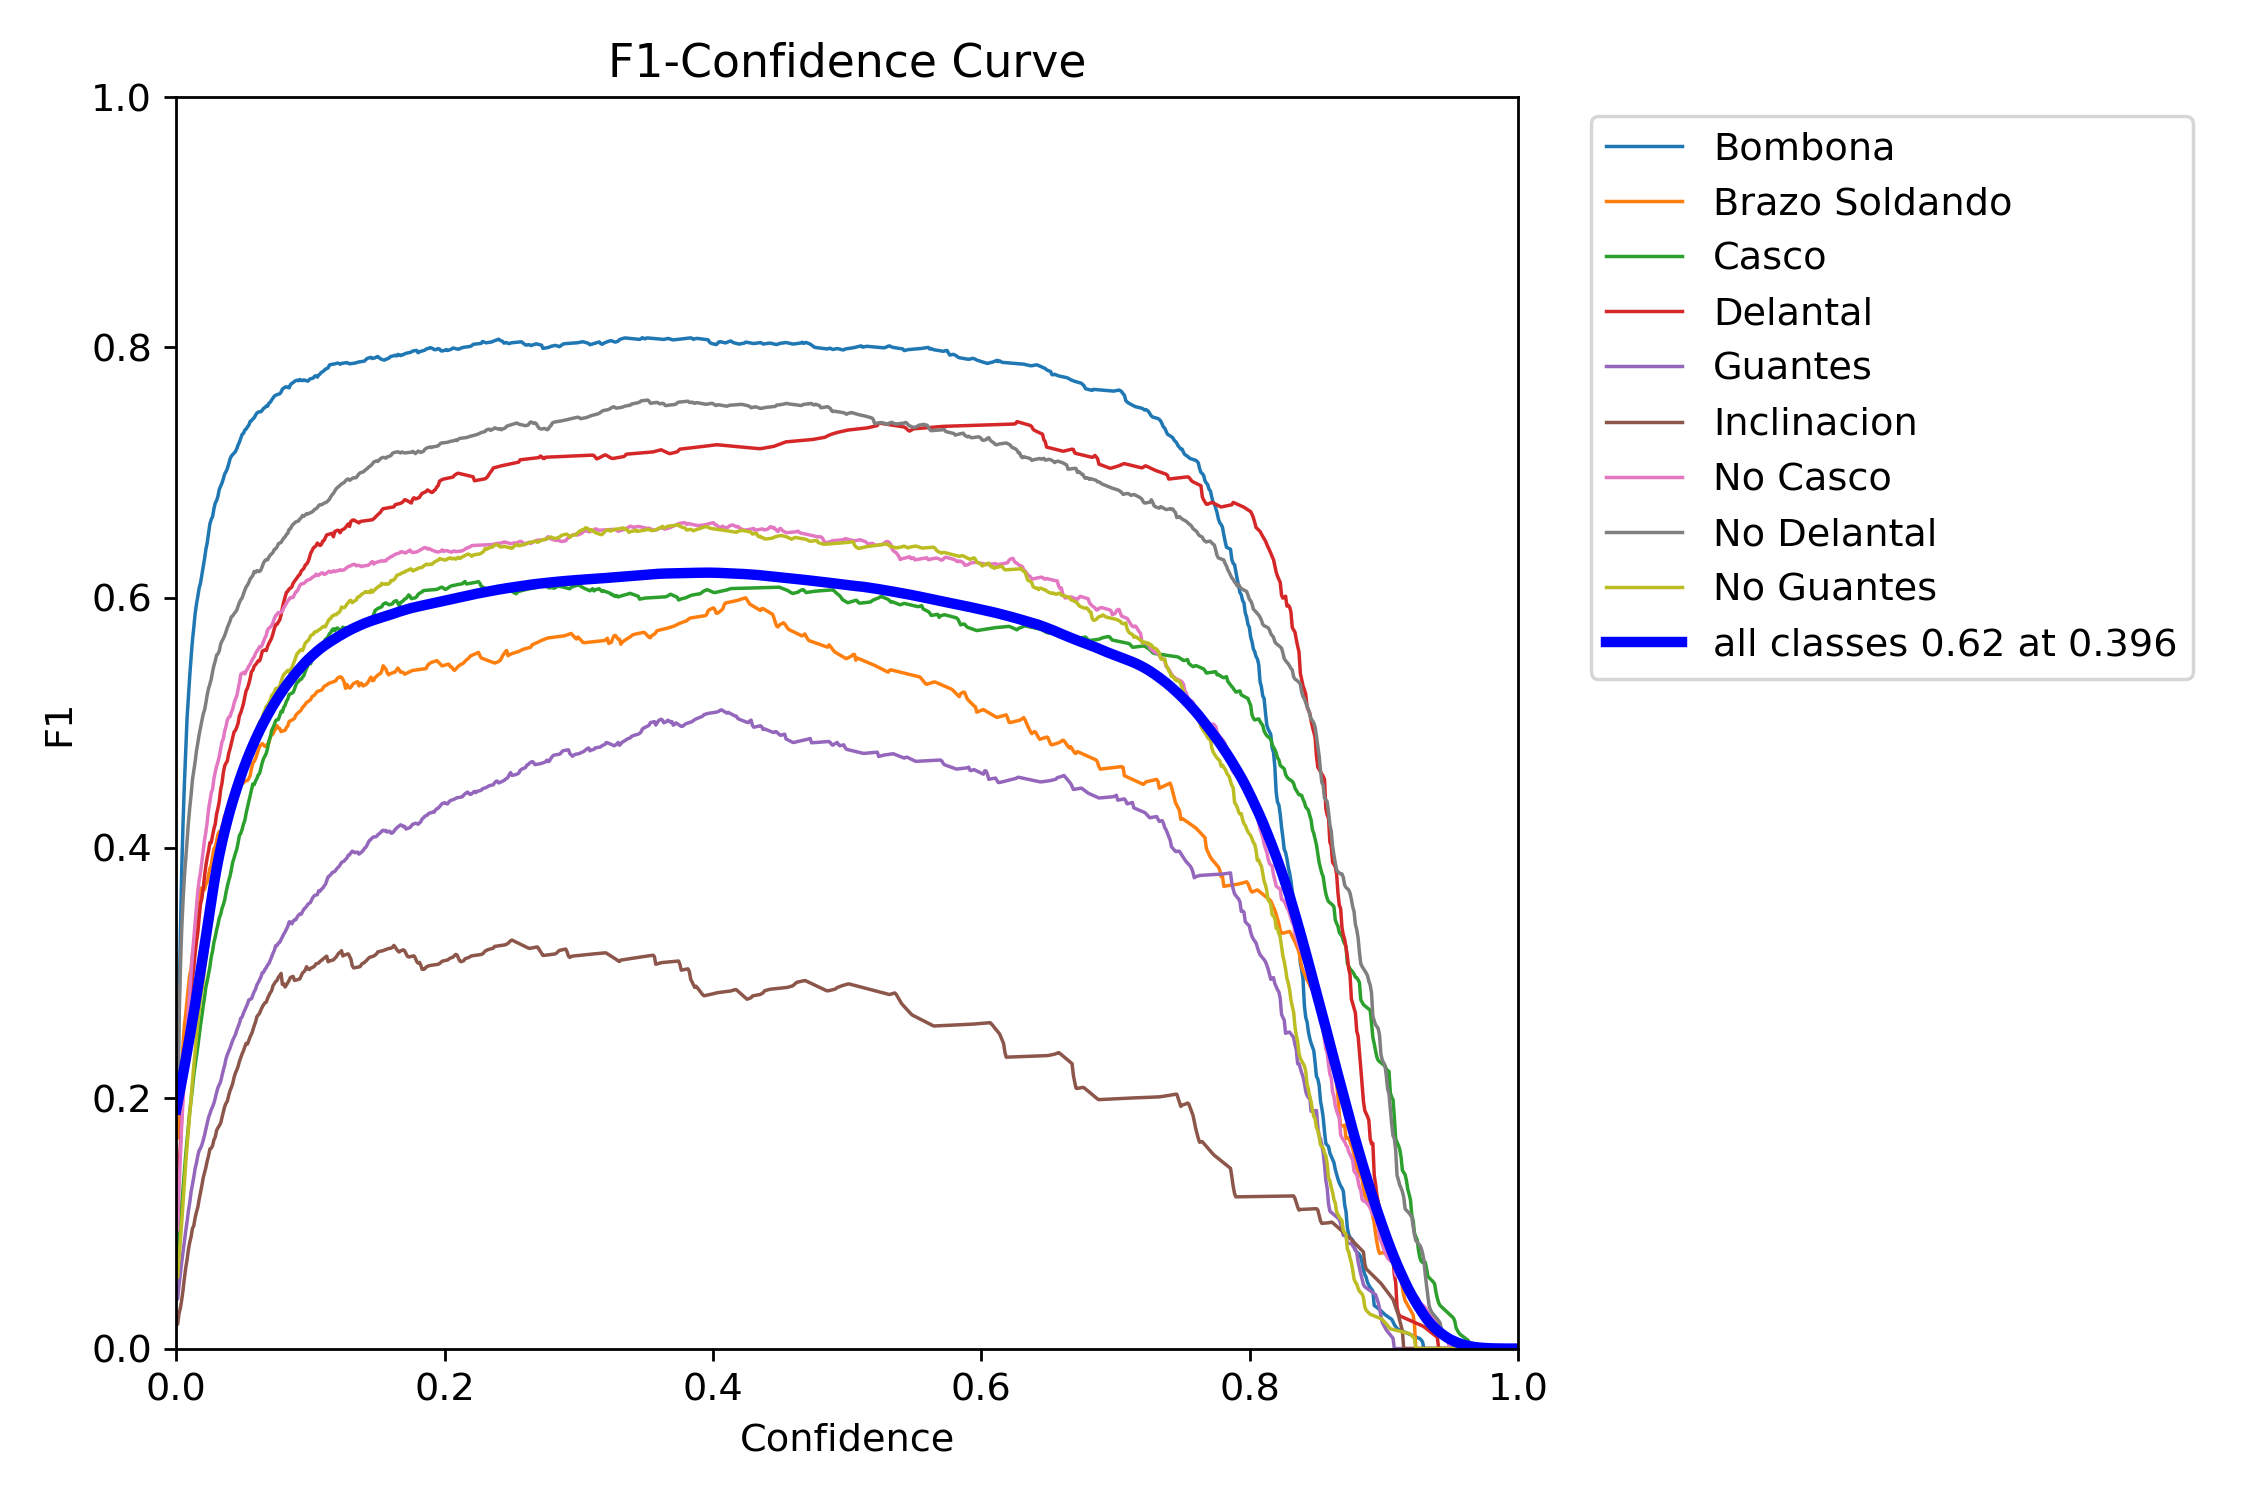 F1-Confidence Curve
1.0
0.8
0.6
0.4
0.2
0.0
F1
0.0 0.2 0.4 0.6 0.8 1.0
Confidence
Bombona
Brazo Soldando
Casco
Delantal
Guantes
Inclinacion
No Casco
No Delantal
No Guantes
all classes 0.62 at 0.396